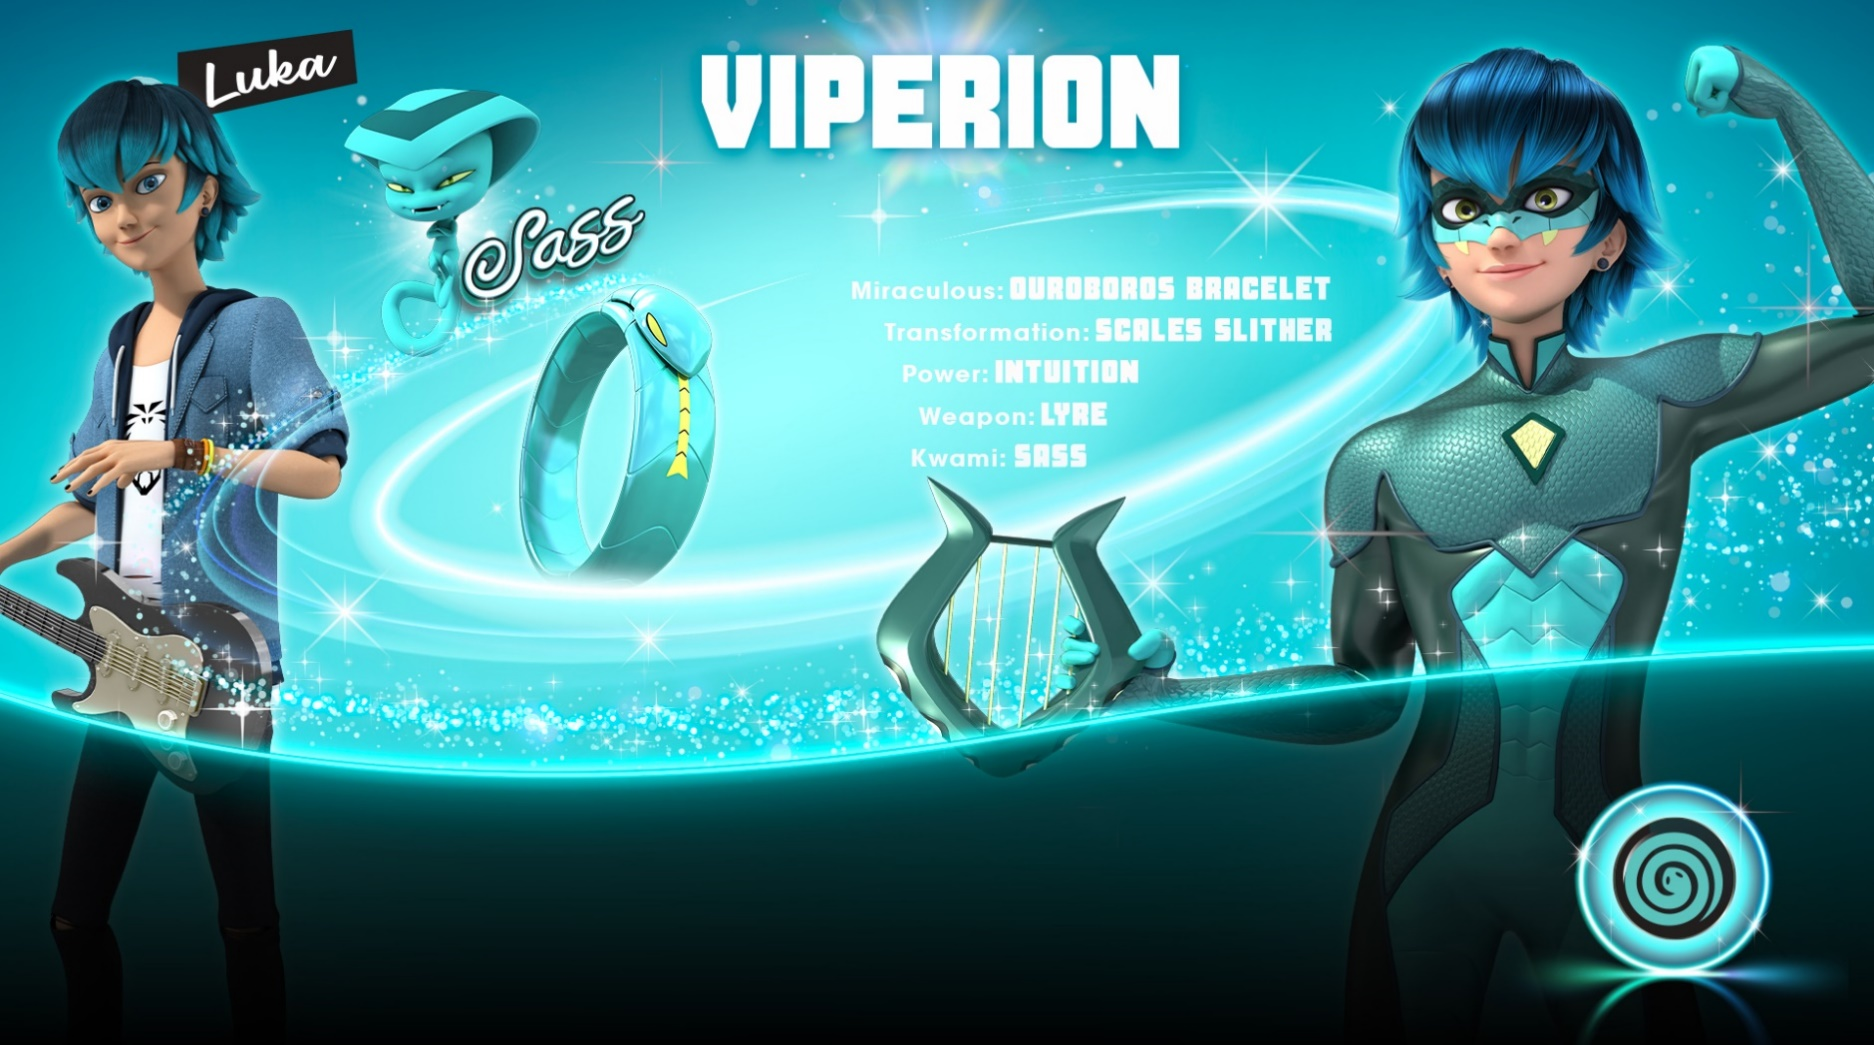 Luka
VIPERION
Sass
Miraculous: OUROBOROS BRACELET
Transformation: SCALES SLITHER
Power: INTUITION
Weapon: LYRE
Kwami: SASS